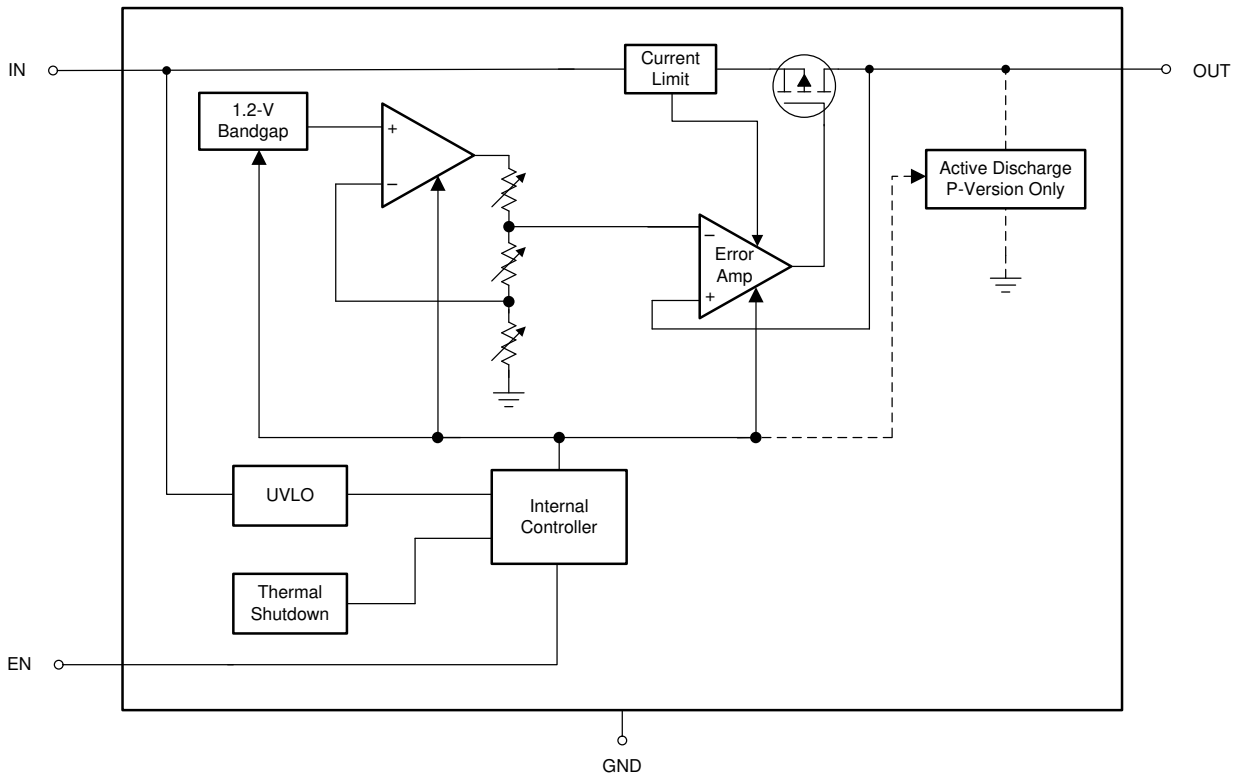 IN
Current
Limit
OUT
1.2-V
Bandgap
+
−
Active Discharge
P-Version Only
−
Error
Amp
+
UVLO
Internal
Controller
Thermal
Shutdown
EN
GND